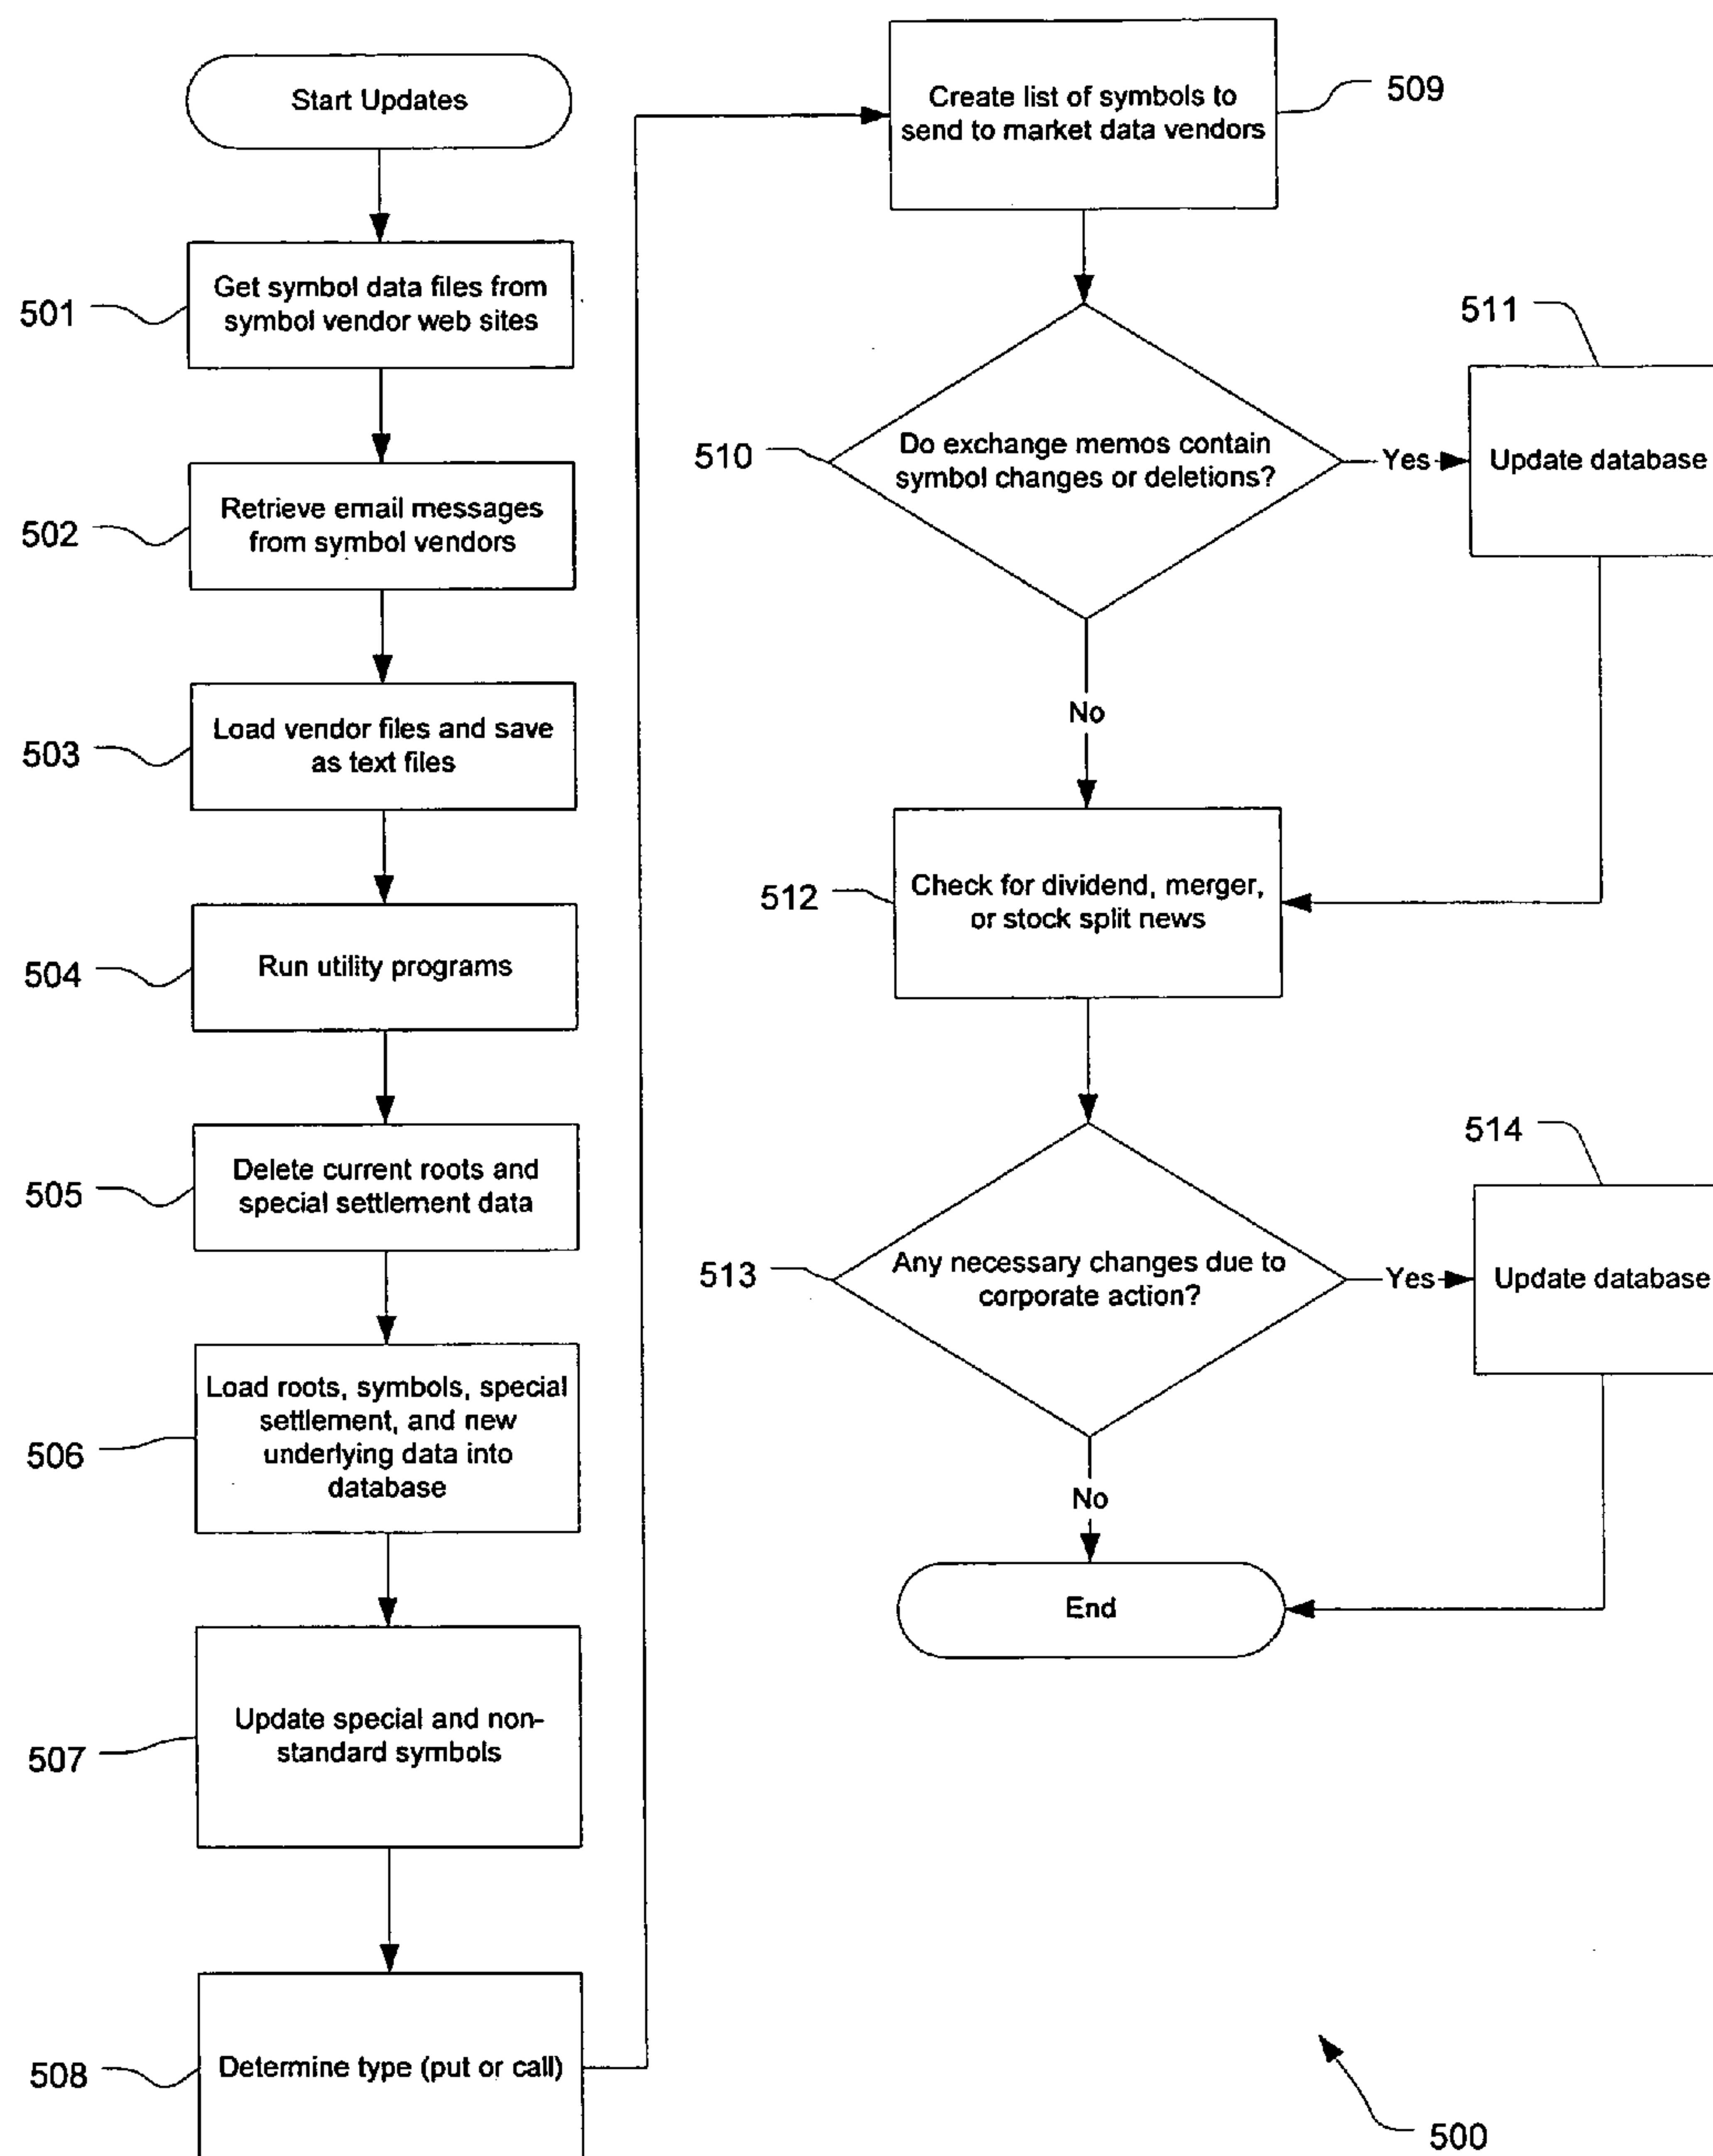 Start Updates
501
Get symbol data files from
symbol vendor web sites
502
Retrieve email messages
from symbol vendors
503
Load vendor files and save
as text files
504
Run utility programs
505
Delete current roots and
special settlement data
506
Load roots, symbols, special
settlement, and new
underlying data into
database
507
Update special and non-
standard symbols
508
Determine type (put or call)
Create list of symbols to
send to market data vendors
509
510
Do exchange memos contain
symbol changes or deletions?
Yes
511
Update database
No
512
Check for dividend, merger,
or stock split news
513
Any necessary changes due to
corporate action?
Yes
514
Update database
No
End
500